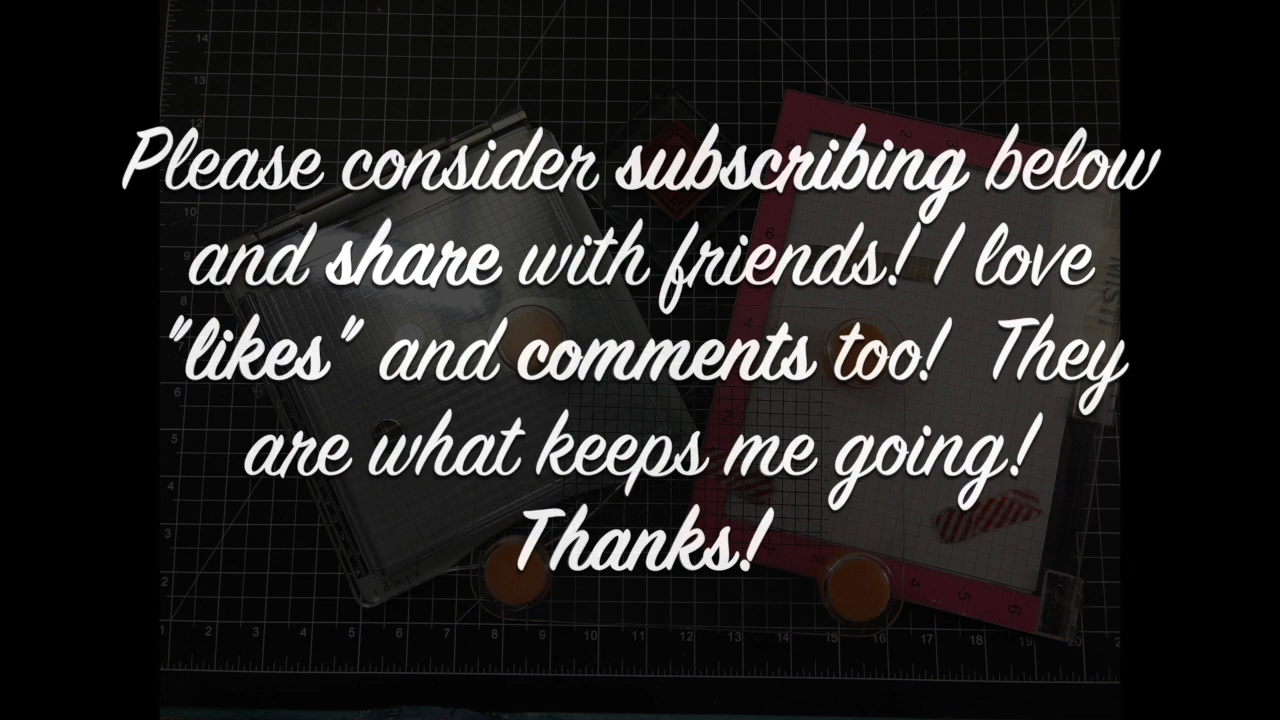 Please consider subscribing below
and share with friends! I love
"likes" and comments too!  They
are what keeps me going!
Thanks!